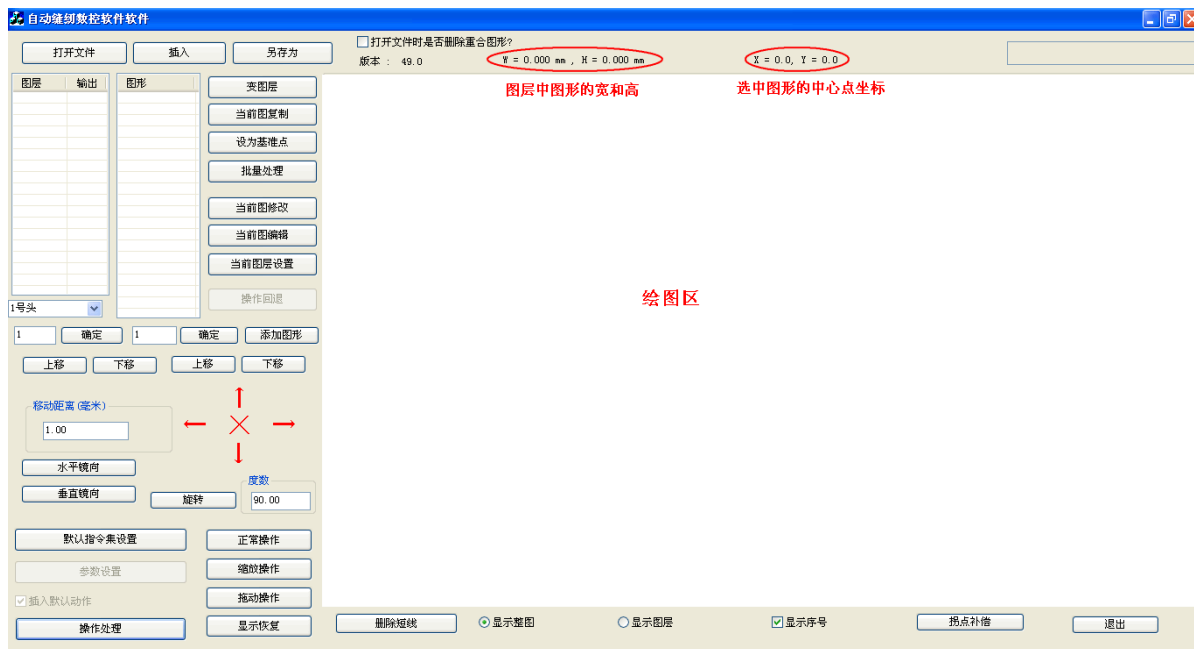 自动缝纫数控软件软件
打开文件 插入 另存为 打开文件时是否删除重合图形?
版本 : 49.0 W = 0.000 mm , H = 0.000 mm X = 0.0, Y = 0.0
图层 输出 图形 变图层 图层中图形的宽和高 选中图形的中心点坐标
当前图复制
设为基准点
批量处理
当前图修改
当前图编辑
当前图层设置
操作回退 绘图区
1号头
1 确定 1 确定 添加图形
上移 下移 上移 下移
移动距离(毫米)
1.00
水平镜向
度数
垂直镜向 旋转 90.00
默认指令集设置 正常操作
参数设置 缩放操作
插入默认动作 拖动操作
操作处理 显示恢复 删除短线 显示整图 显示图层 显示序号 拐点补偿 退出